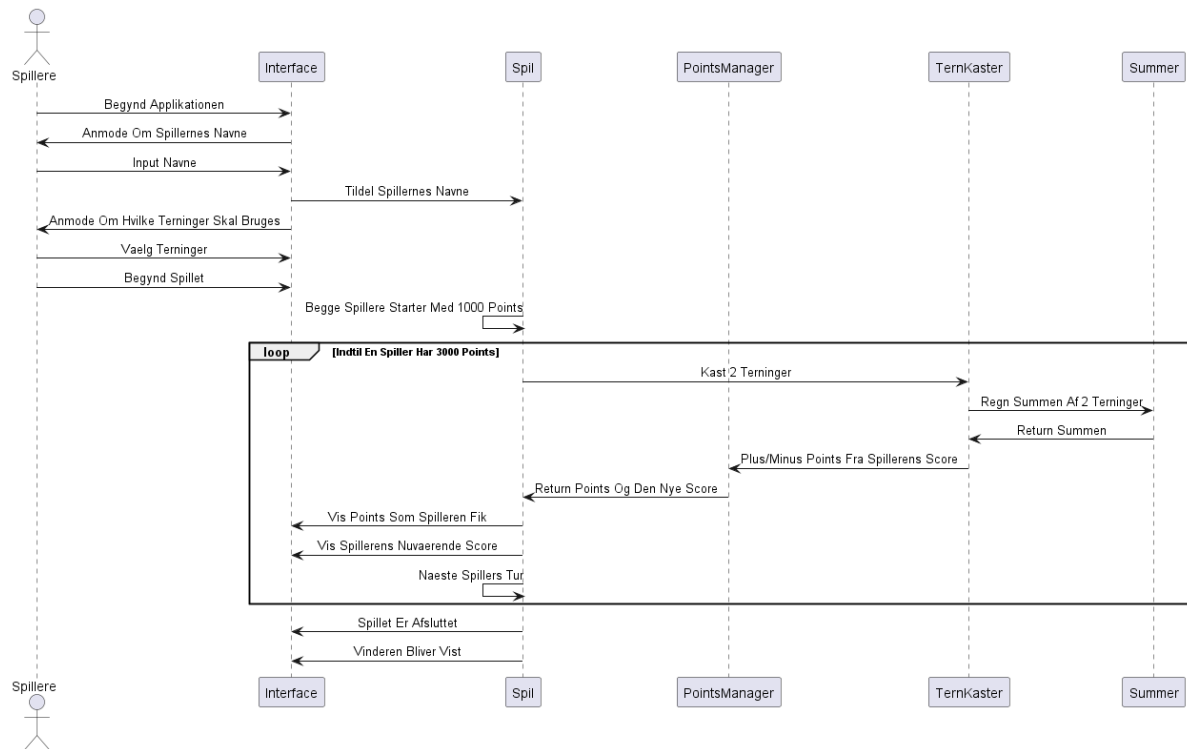 Spillere
Interface
Spil
PointsManager
TernKaster
Summer
Begynd Applikationen
Anmode Om Spillernes Navne
Input Navne
Tildel Spillernes Navne
Anmode Om Hvilke Terninger Skal Bruges
Vaelg Terninger
Begynd Spillet
Begge Spillere Starter Med 1000 Points
loop [Indtil En Spiller Har 3000 Points]
Kast 2 Terninger
Regn Summen Af 2 Terninger
Return Summen
Plus/Minus Points Fra Spillerens Score
Return Points Og Den Nye Score
Vis Points Som Spilleren Fik
Vis Spillerens Nuvaerende Score
Naeste Spillers Tur
Spillet Er Afsluttet
Vinderen Bliver Vist
Spillere
Interface
Spil
PointsManager
TernKaster
Summer